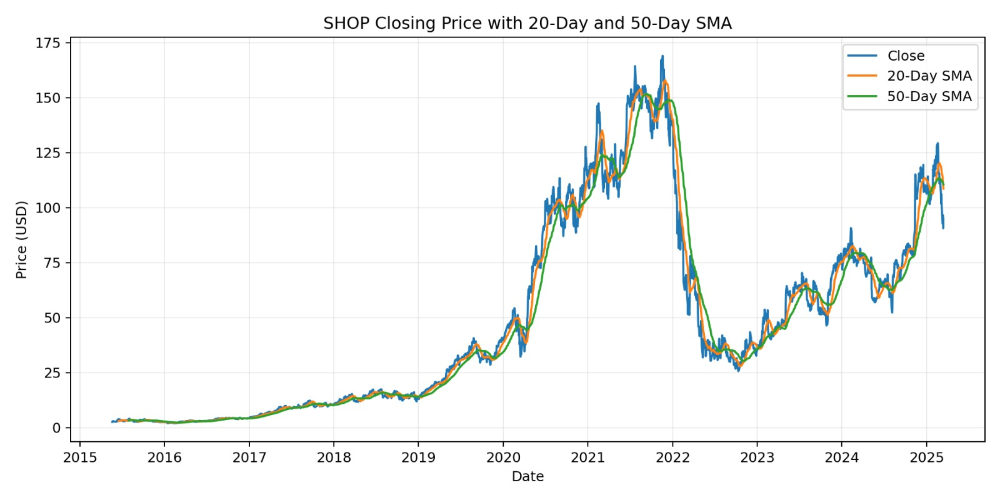 SHOP Closing Price with 20-Day and 50-Day SMA
Close
20-Day SMA
50-Day SMA
Price (USD)
175
150
125
100
75
50
25
0
2015 2016 2017 2018 2019 2020 2021 2022 2023 2024 2025
Date